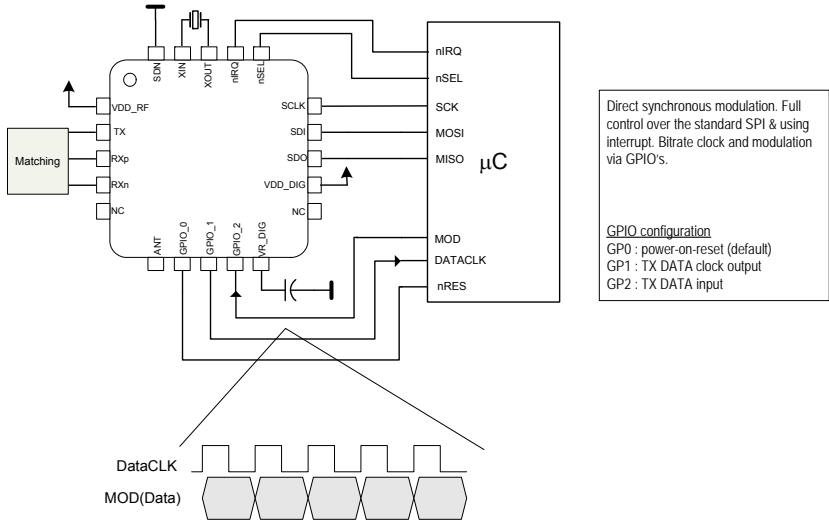 SDN
XIN
XOUT
nIRQ
nSEL
VDD_RF
TX
RXp
RXn
NC
Matching
SCLK
SDI
SDO
VDD_DIG
NC
ANT
GPIO_0
GPIO_1
GPIO_2
VR_DIG
nIRQ
nSEL
SCK
MOSI
MISO
μC
MOD
DATACLK
nRES
Direct synchronous modulation. Full
control over the standard SPI & using
interrupt. Bitrate clock and modulation
via GPIO's.
GPIO configuration
GP0 : power-on-reset (default)
GP1 : TX DATA clock output
GP2 : TX DATA input
DataCLK
MOD(Data)